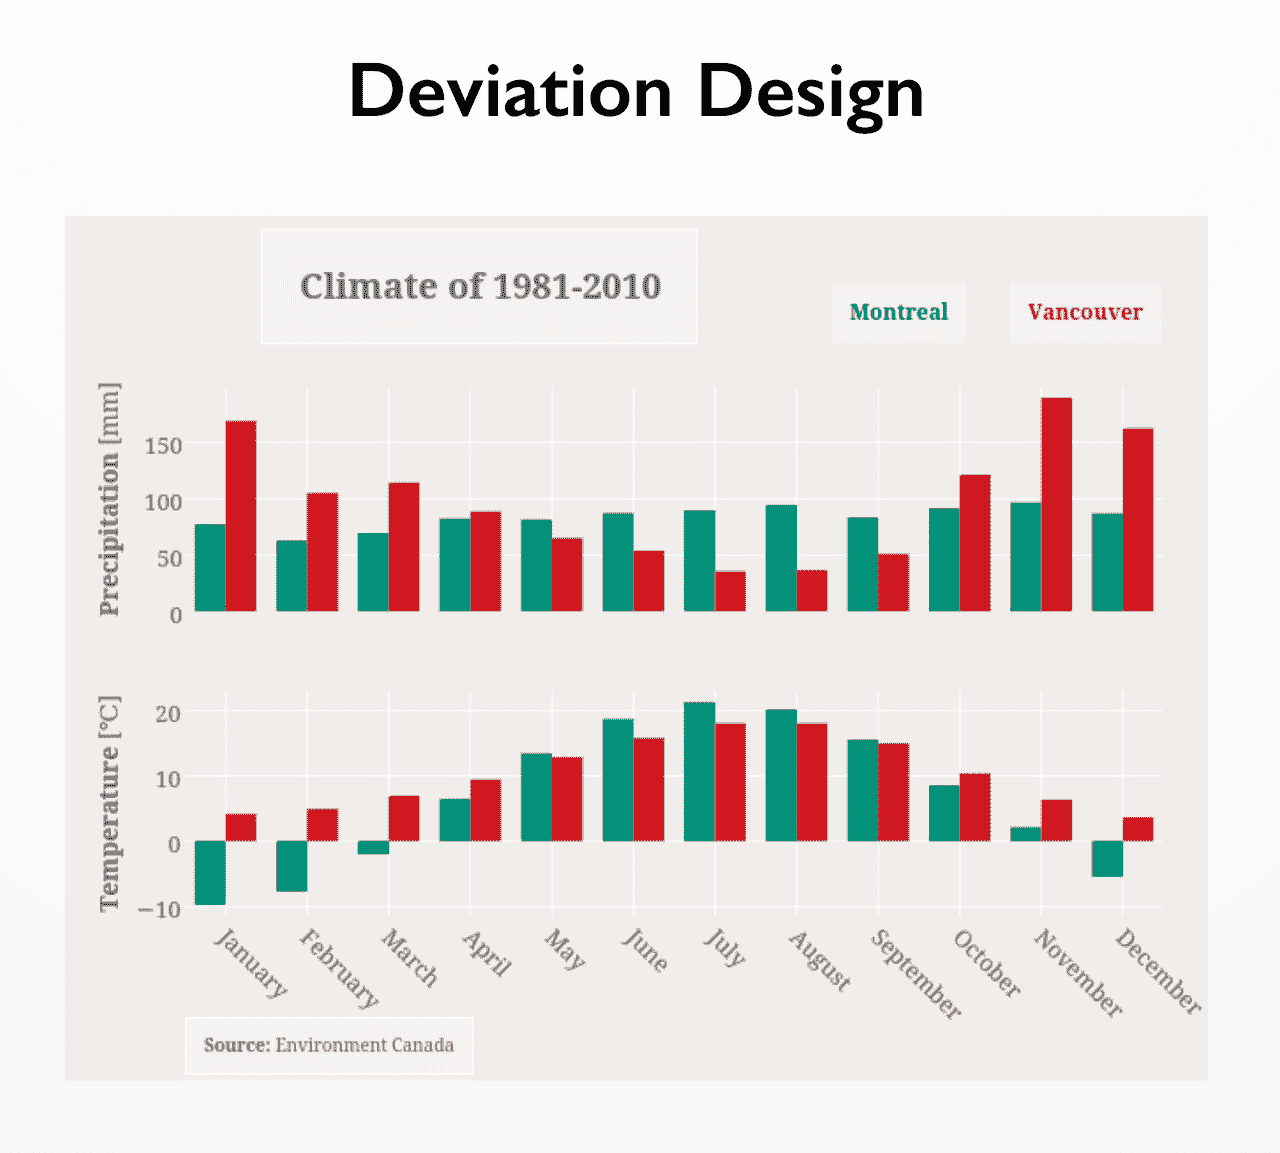 Deviation Design
Climate of 1981-2010
Montreal
Vancouver
Precipitation [mm]
150
100
50
0
Temperature [°C]
20
10
0
−10
January
February
March
April
May
June
July
August
September
October
November
December
Source: Environment Canada